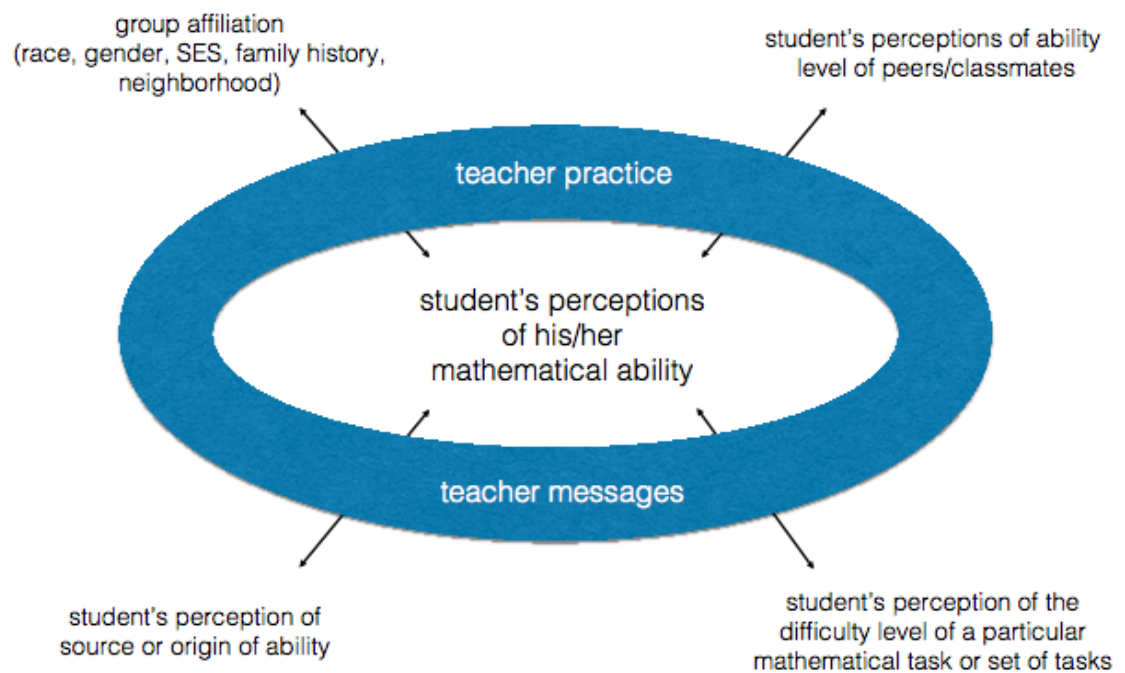 group affiliation
(race, gender, SES, family history,
neighborhood)
student's perceptions of ability
level of peers/classmates
teacher practice
student's perceptions
of his/her
mathematical ability
teacher messages
student's perception of
source or origin of ability
student's perception of the
difficulty level of a particular
mathematical task or set of tasks